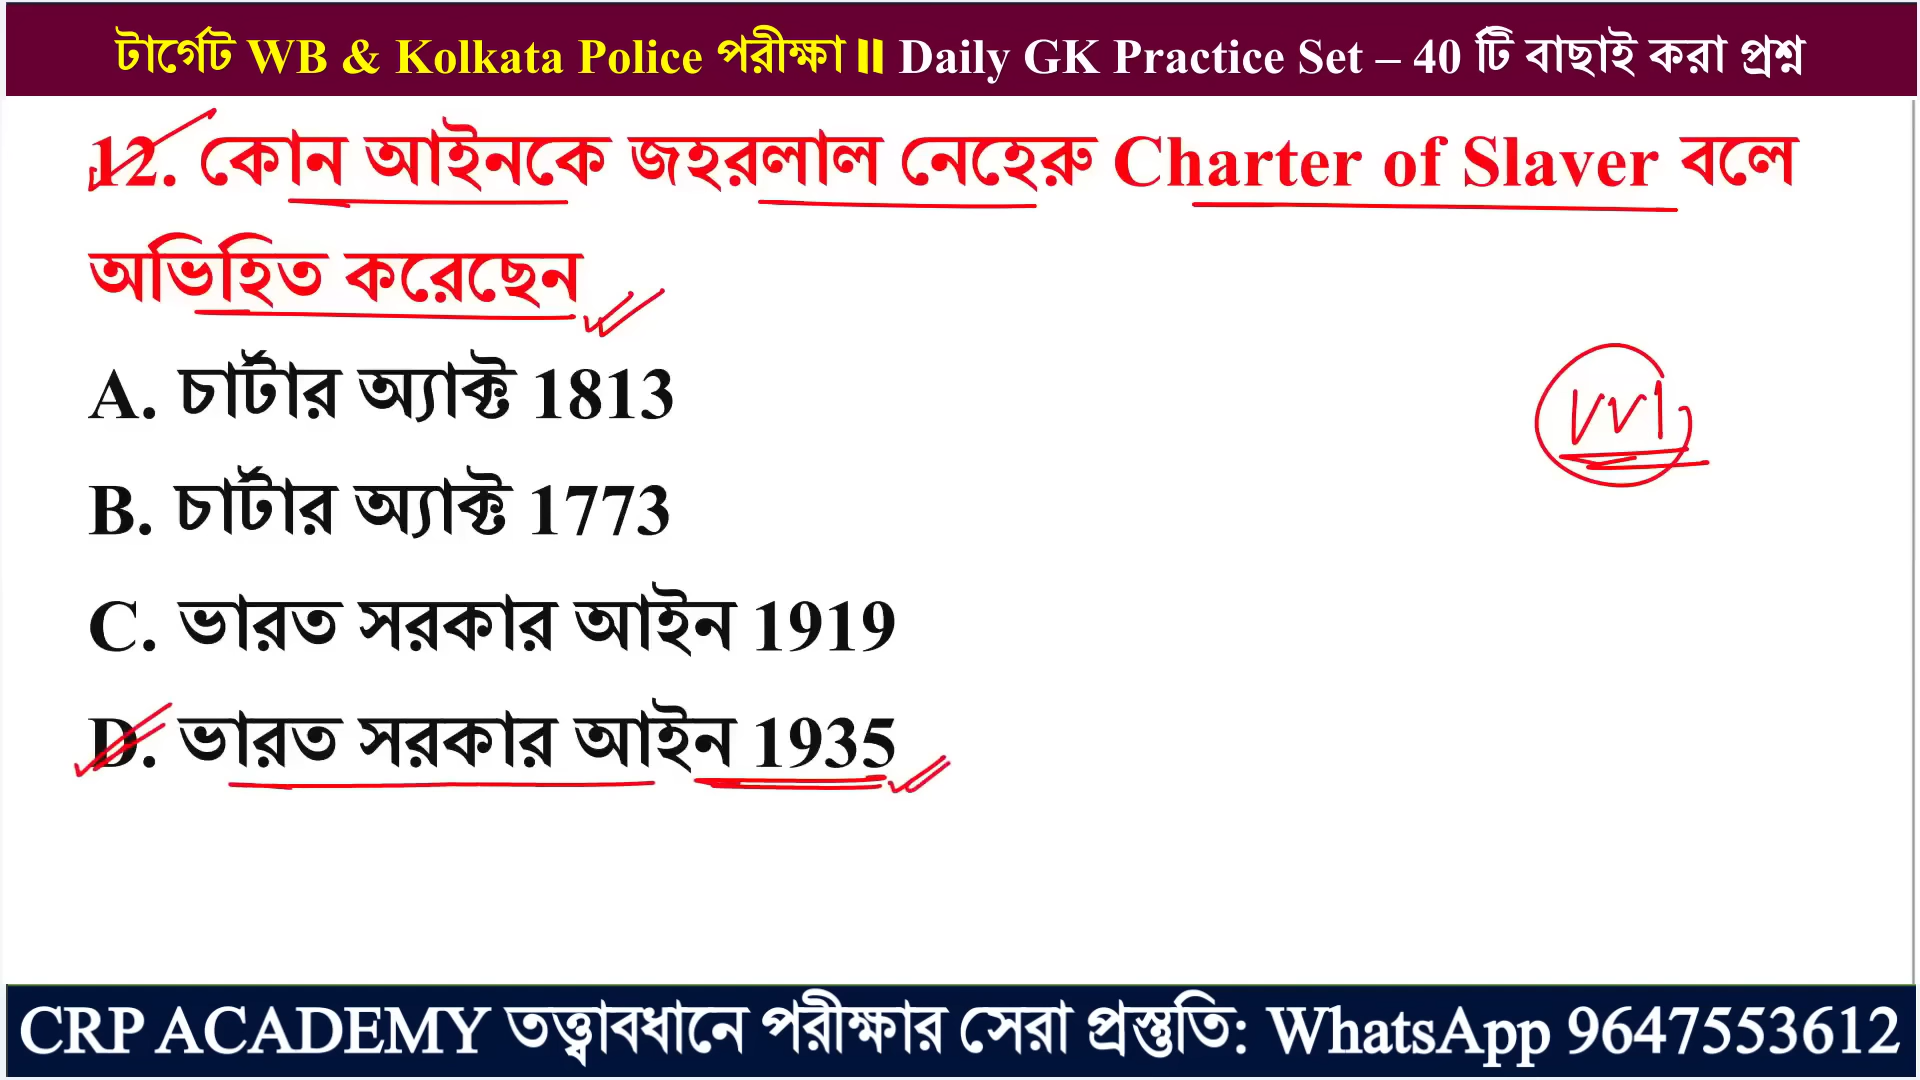 টার্গেট WB & Kolkata Police পরীক্ষা॥ Daily GK Practice Set – 40 টি বাছাই করা প্রশ্ন
12. কোন আইনকে জহরলাল নেহেরু Charter of Slaver বলে
অভিহিত করেছেন
A. চার্টার অ্যাক্ট 1813
VVI
B. চার্টার অ্যাক্ট 1773
C. ভারত সরকার আইন 1919
D. ভারত সরকার আইন 1935
CRP ACADEMY তত্ত্বাবধানে পরীক্ষার সেরা প্রস্তুতি: WhatsApp 9647553612